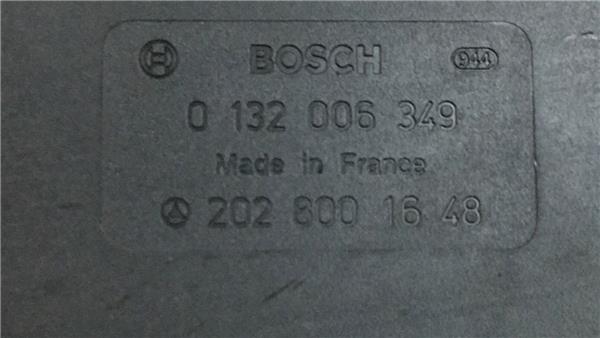 BOSCH 944
0 132 006 349
Made in France
202 800 16 48